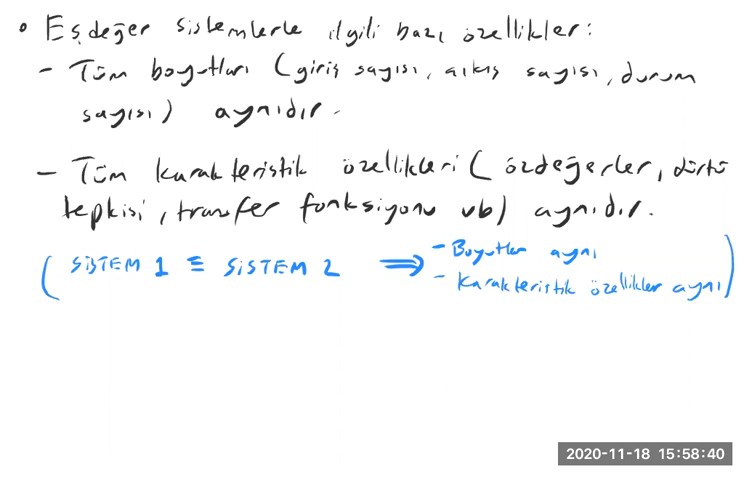 • Eşdeğer sistemlerle ilgili bazı özellikler:
- Tüm boyutları (giriş sayısı, çıkış sayısı, durum
sayısı) aynıdır.
- Tüm karakteristik özellikleri (özdeğerler, dürtü
tepkisi, transfer fonksiyonu vb) aynıdır.
(SİSTEM 1 ≡ SİSTEM 2 ⇒ - Boyutlar aynı
- Karakteristik özellikler aynı)
2020-11-18 15:58:40